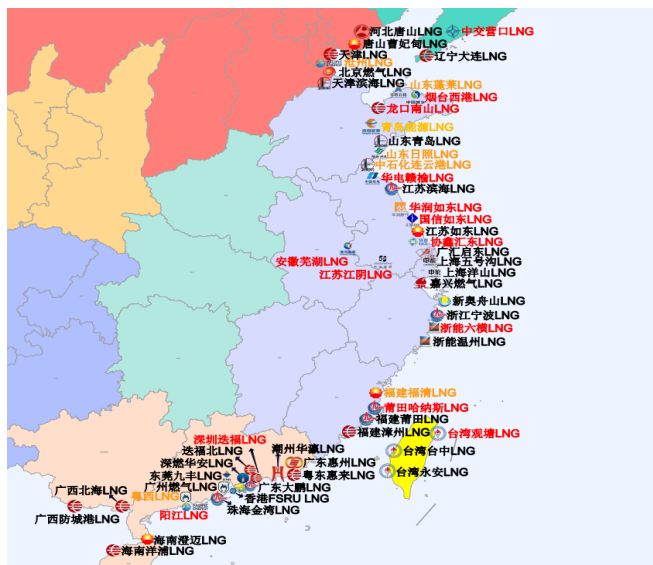 河北唐山LNG
中交营口LNG
唐山曹妃甸LNG
天津LNG
辽宁大连LNG
沧州LNG
北京燃气LNG
天津滨海LNG
山东蓬莱LNG
烟台西港LNG
龙口南山LNG
青岛能源LNG
山东青岛LNG
山东日照LNG
中石化连云港LNG
华电赣榆LNG
江苏滨海LNG
华润如东LNG
国信如东LNG
江苏如东LNG
协鑫汇东LNG
广汇启东LNG
安徽芜湖LNG
上海五号沟LNG
江苏江阴LNG
上海洋山LNG
嘉兴燃气LNG
新奥舟山LNG
浙江宁波LNG
浙能六横LNG
浙能温州LNG
福建福清LNG
莆田哈纳斯LNG
福建莆田LNG
福建漳州LNG
台湾观塘LNG
深圳迭福LNG
潮州华瀛LNG
迭福北LNG
台湾台中LNG
深燃华安LNG
广东惠州LNG
东莞九丰LNG
粤东惠来LNG
台湾永安LNG
广州燃气LNG
广东大鹏LNG
广西北海LNG
粤西LNG
香港FSRU LNG
珠海金湾LNG
广西防城港LNG
阳江LNG
海南澄迈LNG
海南洋浦LNG